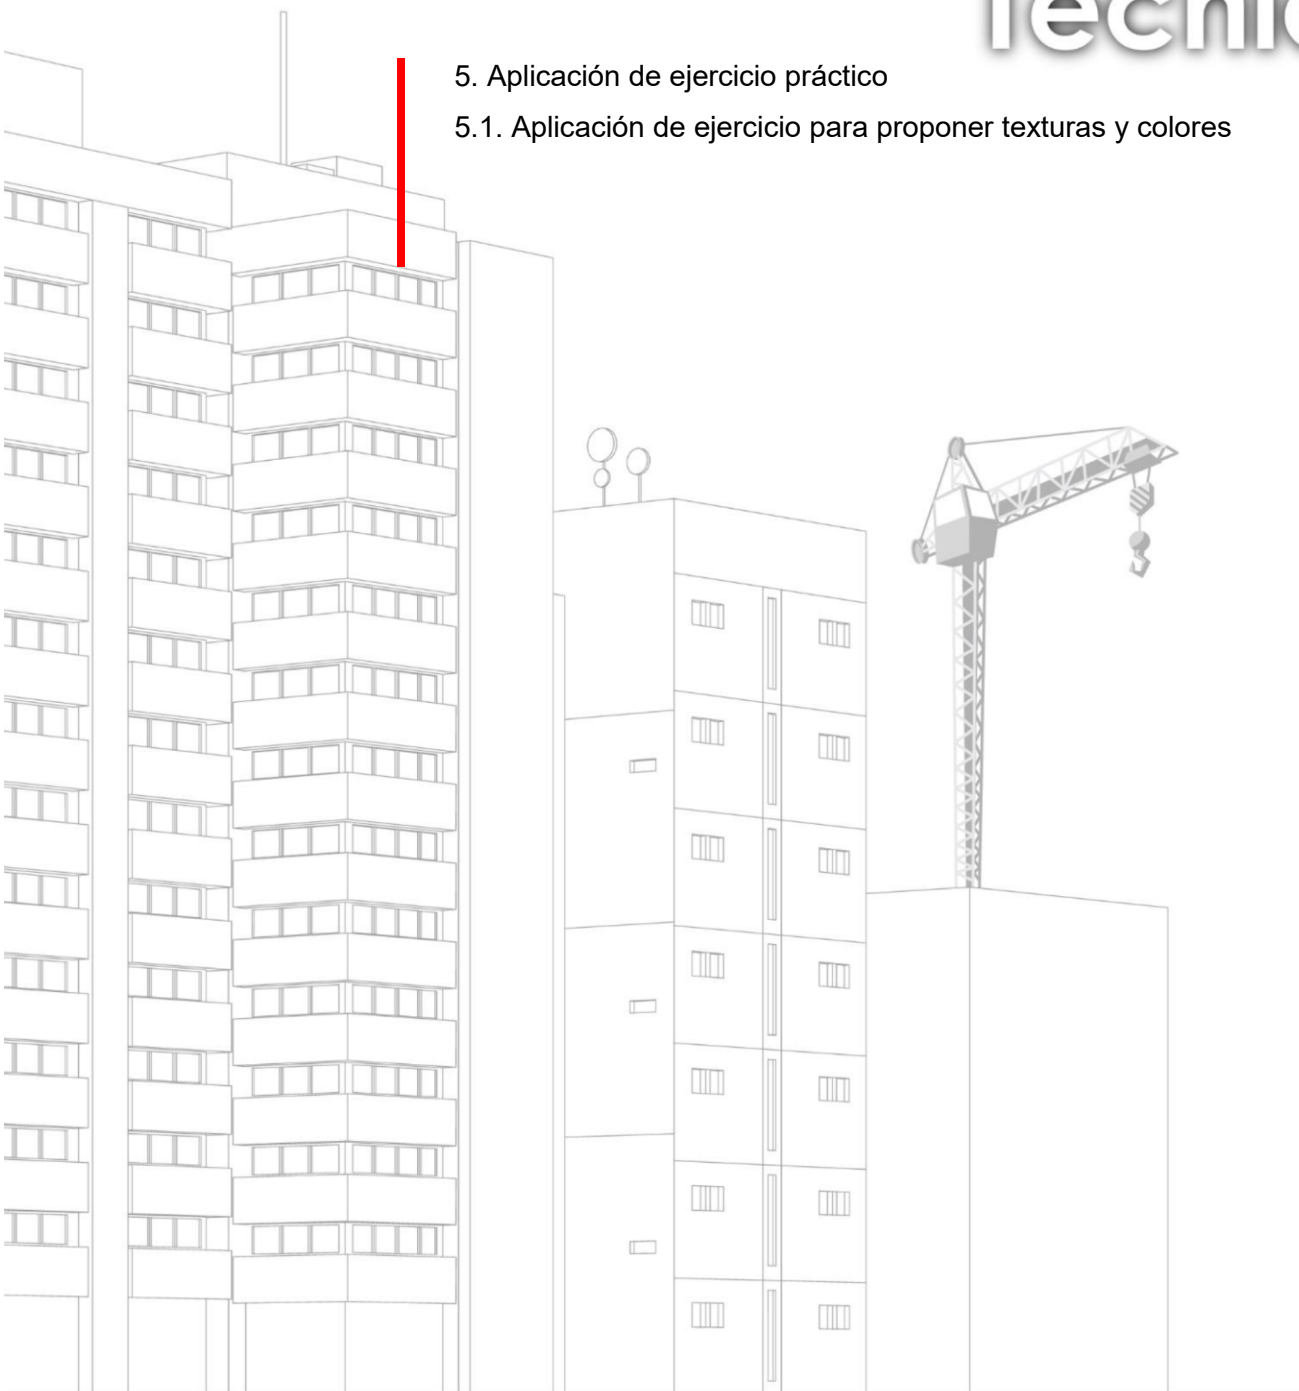 5. Aplicación de ejercicio práctico
5.1. Aplicación de ejercicio para proponer texturas y colores